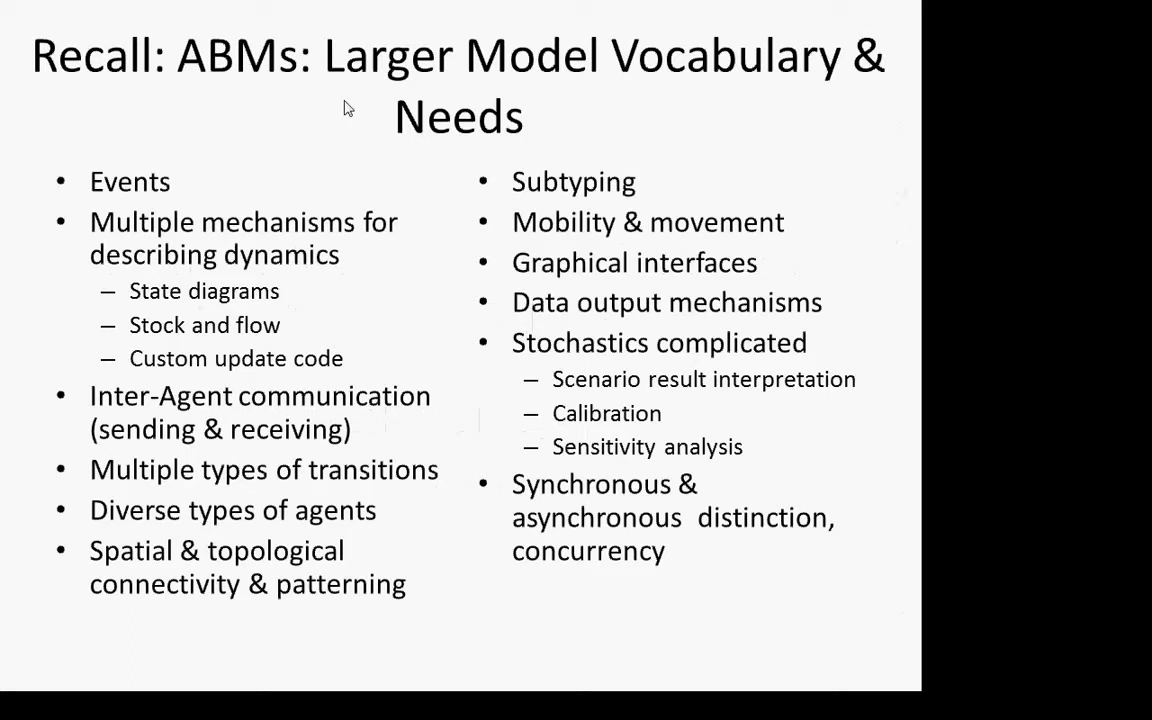 Recall: ABMs: Larger Model Vocabulary &
Needs
• Events
• Multiple mechanisms for
describing dynamics
– State diagrams
– Stock and flow
– Custom update code
• Inter-Agent communication
(sending & receiving)
• Multiple types of transitions
• Diverse types of agents
• Spatial & topological
connectivity & patterning
• Subtyping
• Mobility & movement
• Graphical interfaces
• Data output mechanisms
• Stochastics complicated
– Scenario result interpretation
– Calibration
– Sensitivity analysis
• Synchronous &
asynchronous distinction,
concurrency